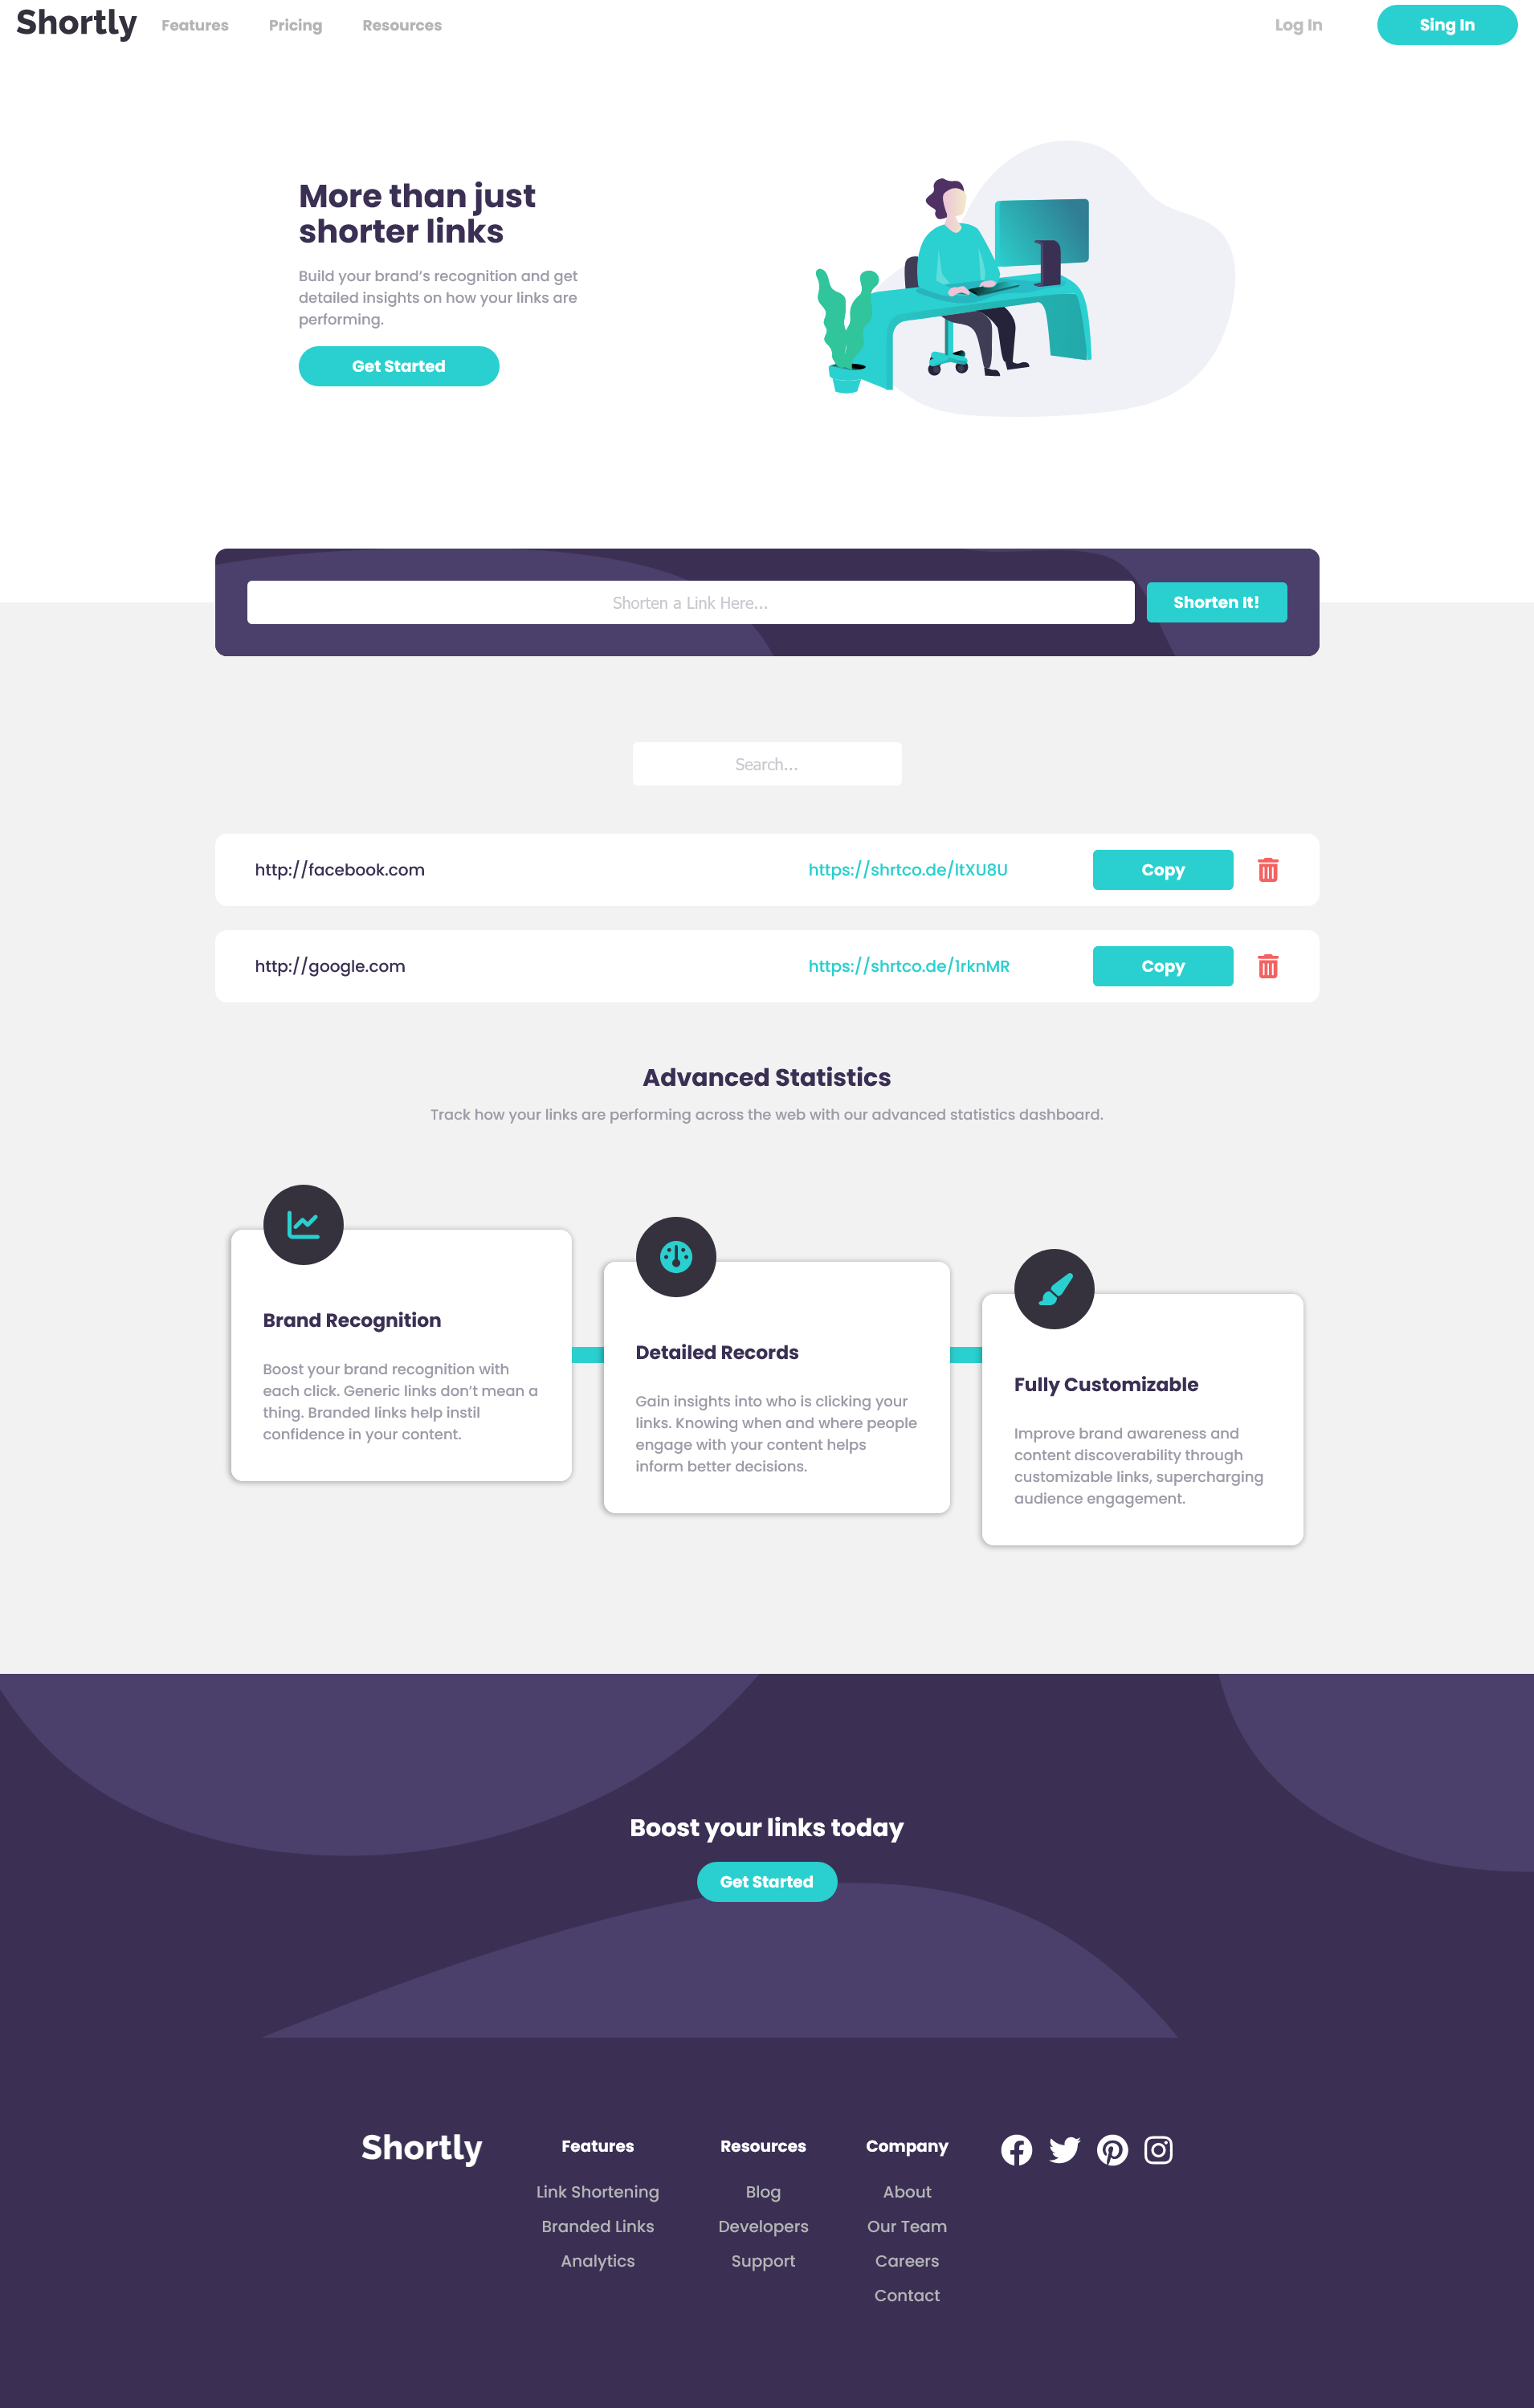 Shortly
Features
Pricing
Resources
Log In
Sing In
More than just
shorter links
Build your brand’s recognition and get
detailed insights on how your links are
performing.
Get Started
Shorten a Link Here...
Shorten It!
Search...
http://facebook.com
https://shrtco.de/ltXU8U
Copy
http://google.com
https://shrtco.de/1rknMR
Copy
Advanced Statistics
Track how your links are performing across the web with our advanced statistics dashboard.
Brand Recognition
Boost your brand recognition with
each click. Generic links don’t mean a
thing. Branded links help instil
confidence in your content.
Detailed Records
Gain insights into who is clicking your
links. Knowing when and where people
engage with your content helps
inform better decisions.
Fully Customizable
Improve brand awareness and
content discoverability through
customizable links, supercharging
audience engagement.
Boost your links today
Get Started
Shortly
Features
Link Shortening
Branded Links
Analytics
Resources
Blog
Developers
Support
Company
About
Our Team
Careers
Contact